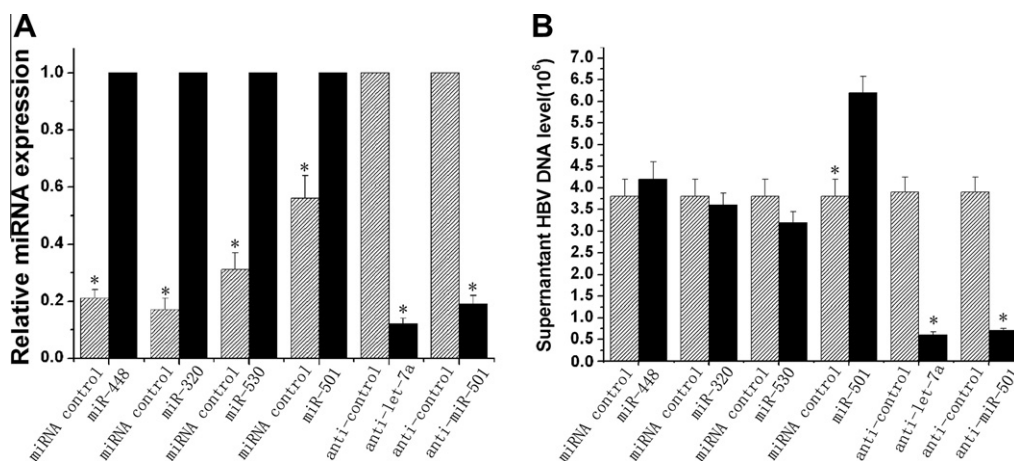 A
Relative miRNA expression
1.0
0.8
0.6
0.4
0.2
0.0
*
*
*
*
*
*
miRNA control
miR-448
miRNA control
miR-320
miRNA control
miR-530
miRNA control
miR-501
anti-control
anti-let-7a
anti-control
anti-miR-501
B
Supernantant HBV DNA level(10⁶)
7.0
6.5
6.0
5.5
5.0
4.5
4.0
3.5
3.0
2.5
2.0
1.5
1.0
0.5
0.0
*
*
*
miRNA control
miR-448
miRNA control
miR-320
miRNA control
miR-530
miRNA control
miR-501
anti-control
anti-let-7a
anti-control
anti-miR-501